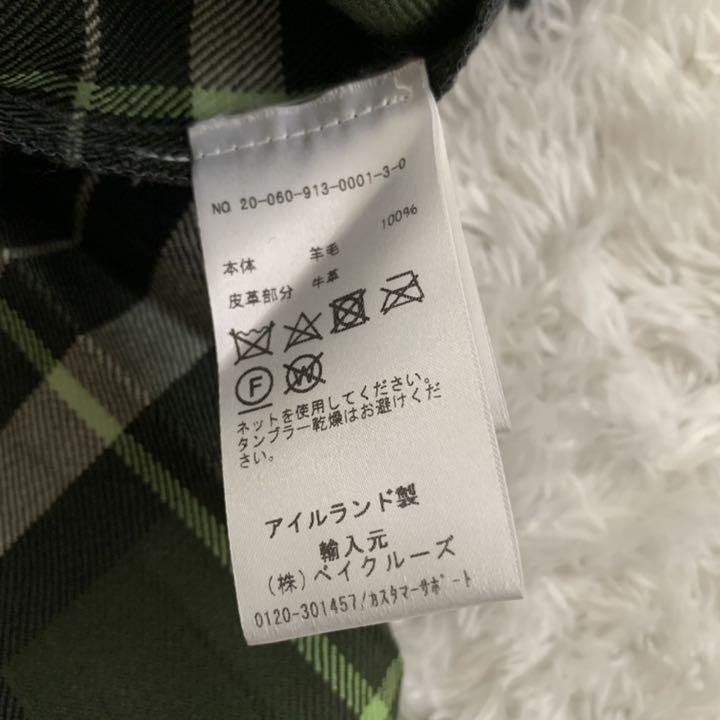 NO 20-060-913-0001-3-0
本体 羊毛 100%
皮革部分 牛革
F W
ネットを使用してください。
タンブラー乾燥はお避けくだ
さい。
アイルランド製
輸入元
(株)ベイクルーズ
0120-301457/カスタマーサポート